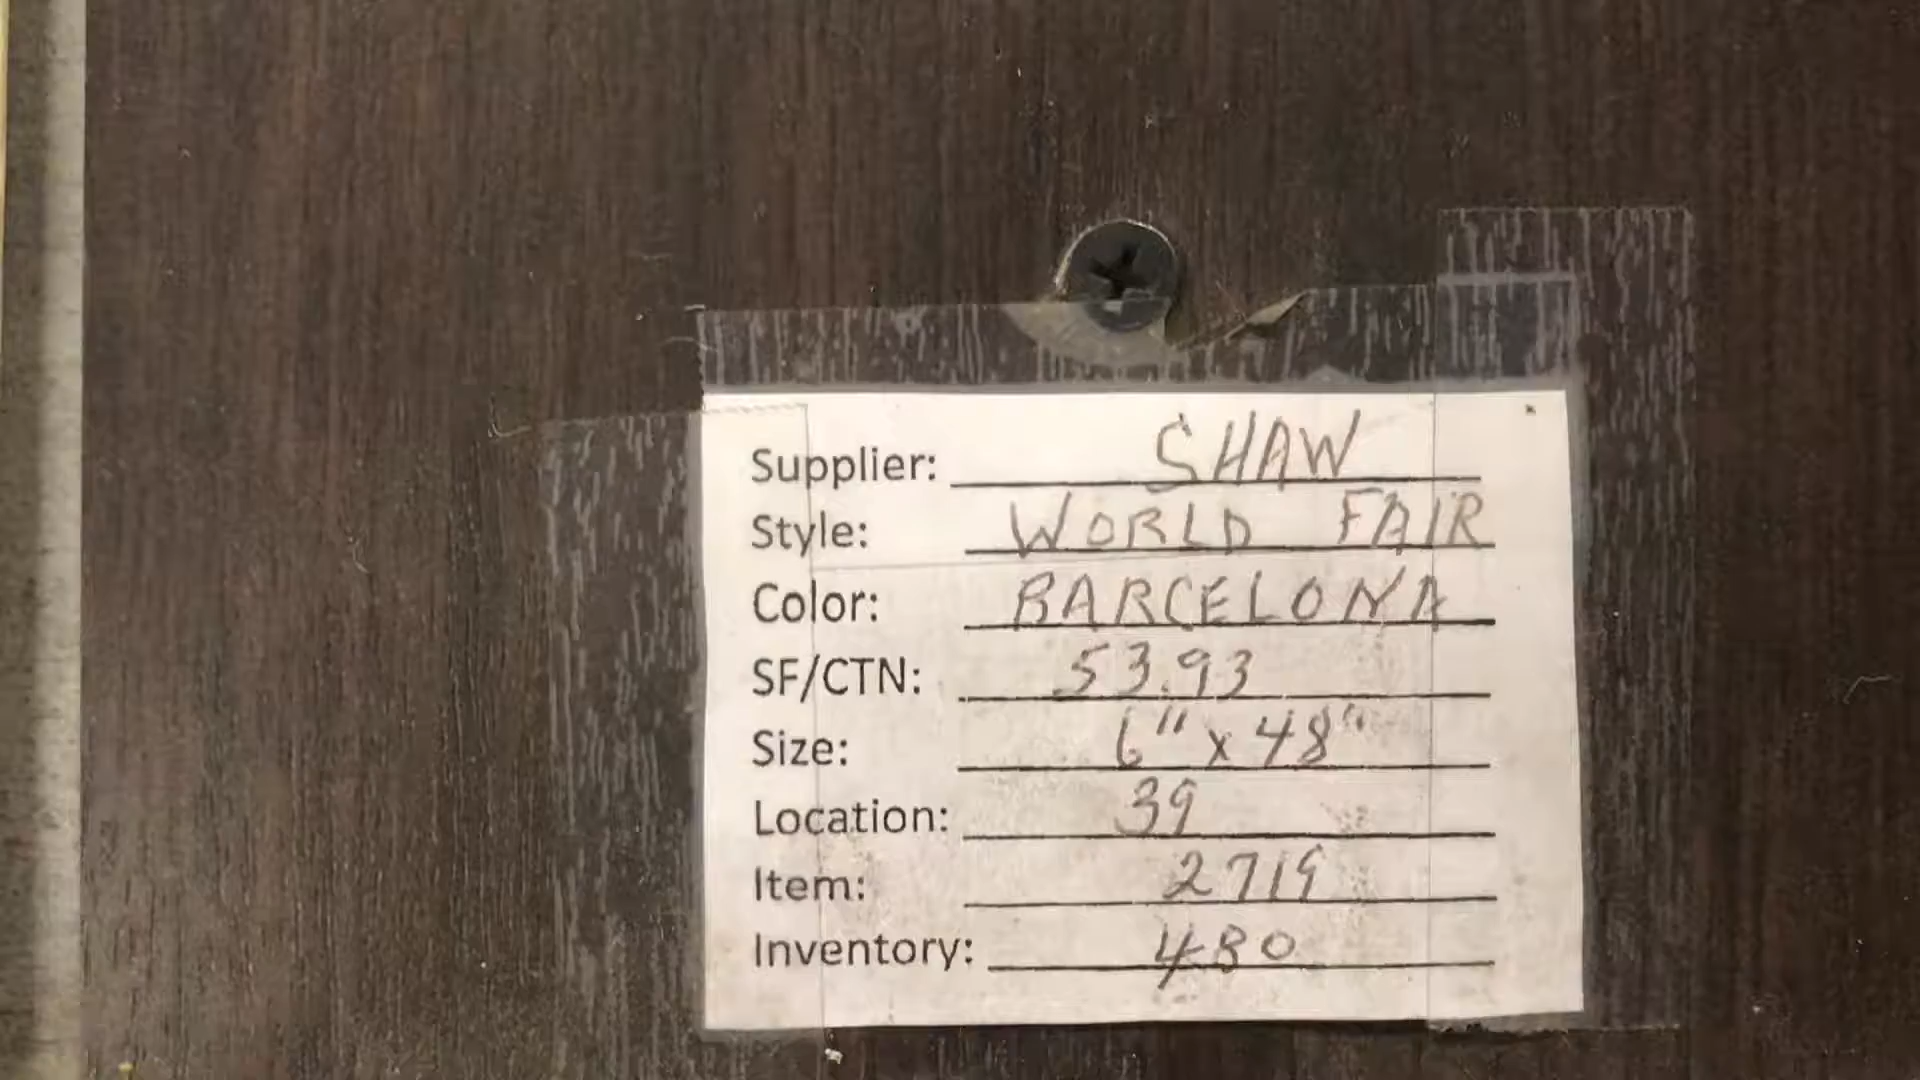 Supplier: SHAW
Style: WORLD FAIR
Color: BARCELONA
SF/CTN: 53.93
Size: 6" x 48"
Location: 39
Item: 2719
Inventory: 480